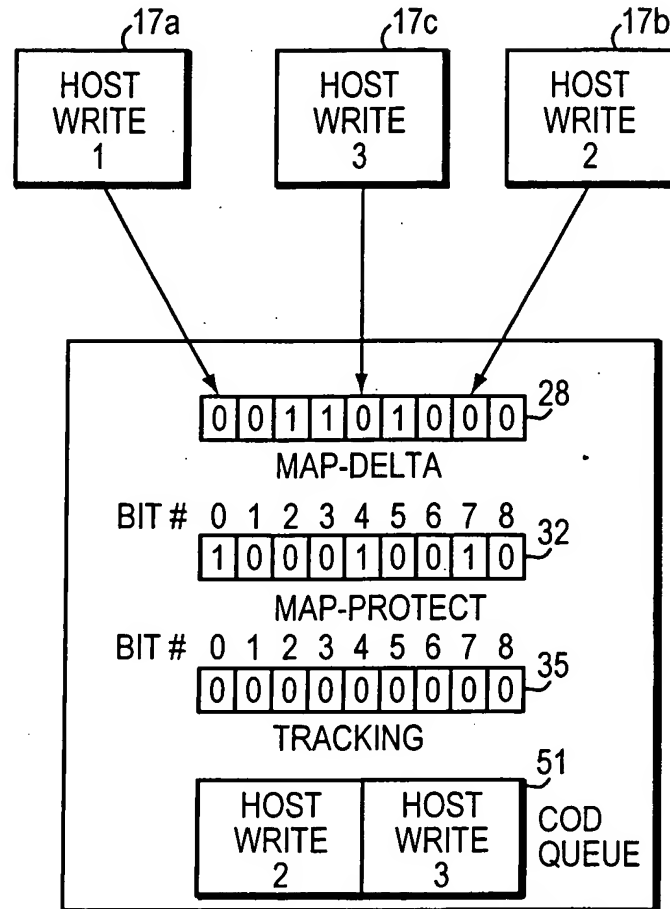 17a
17c
17b
HOST
WRITE
1
HOST
WRITE
3
HOST
WRITE
2
0 0 1 1 0 1 0 0 0
28
MAP-DELTA
BIT # 0 1 2 3 4 5 6 7 8
1 0 0 0 1 0 0 1 0
32
MAP-PROTECT
BIT # 0 1 2 3 4 5 6 7 8
0 0 0 0 0 0 0 0 0
35
TRACKING
51
HOST
WRITE
2
HOST
WRITE
3
COD
QUEUE